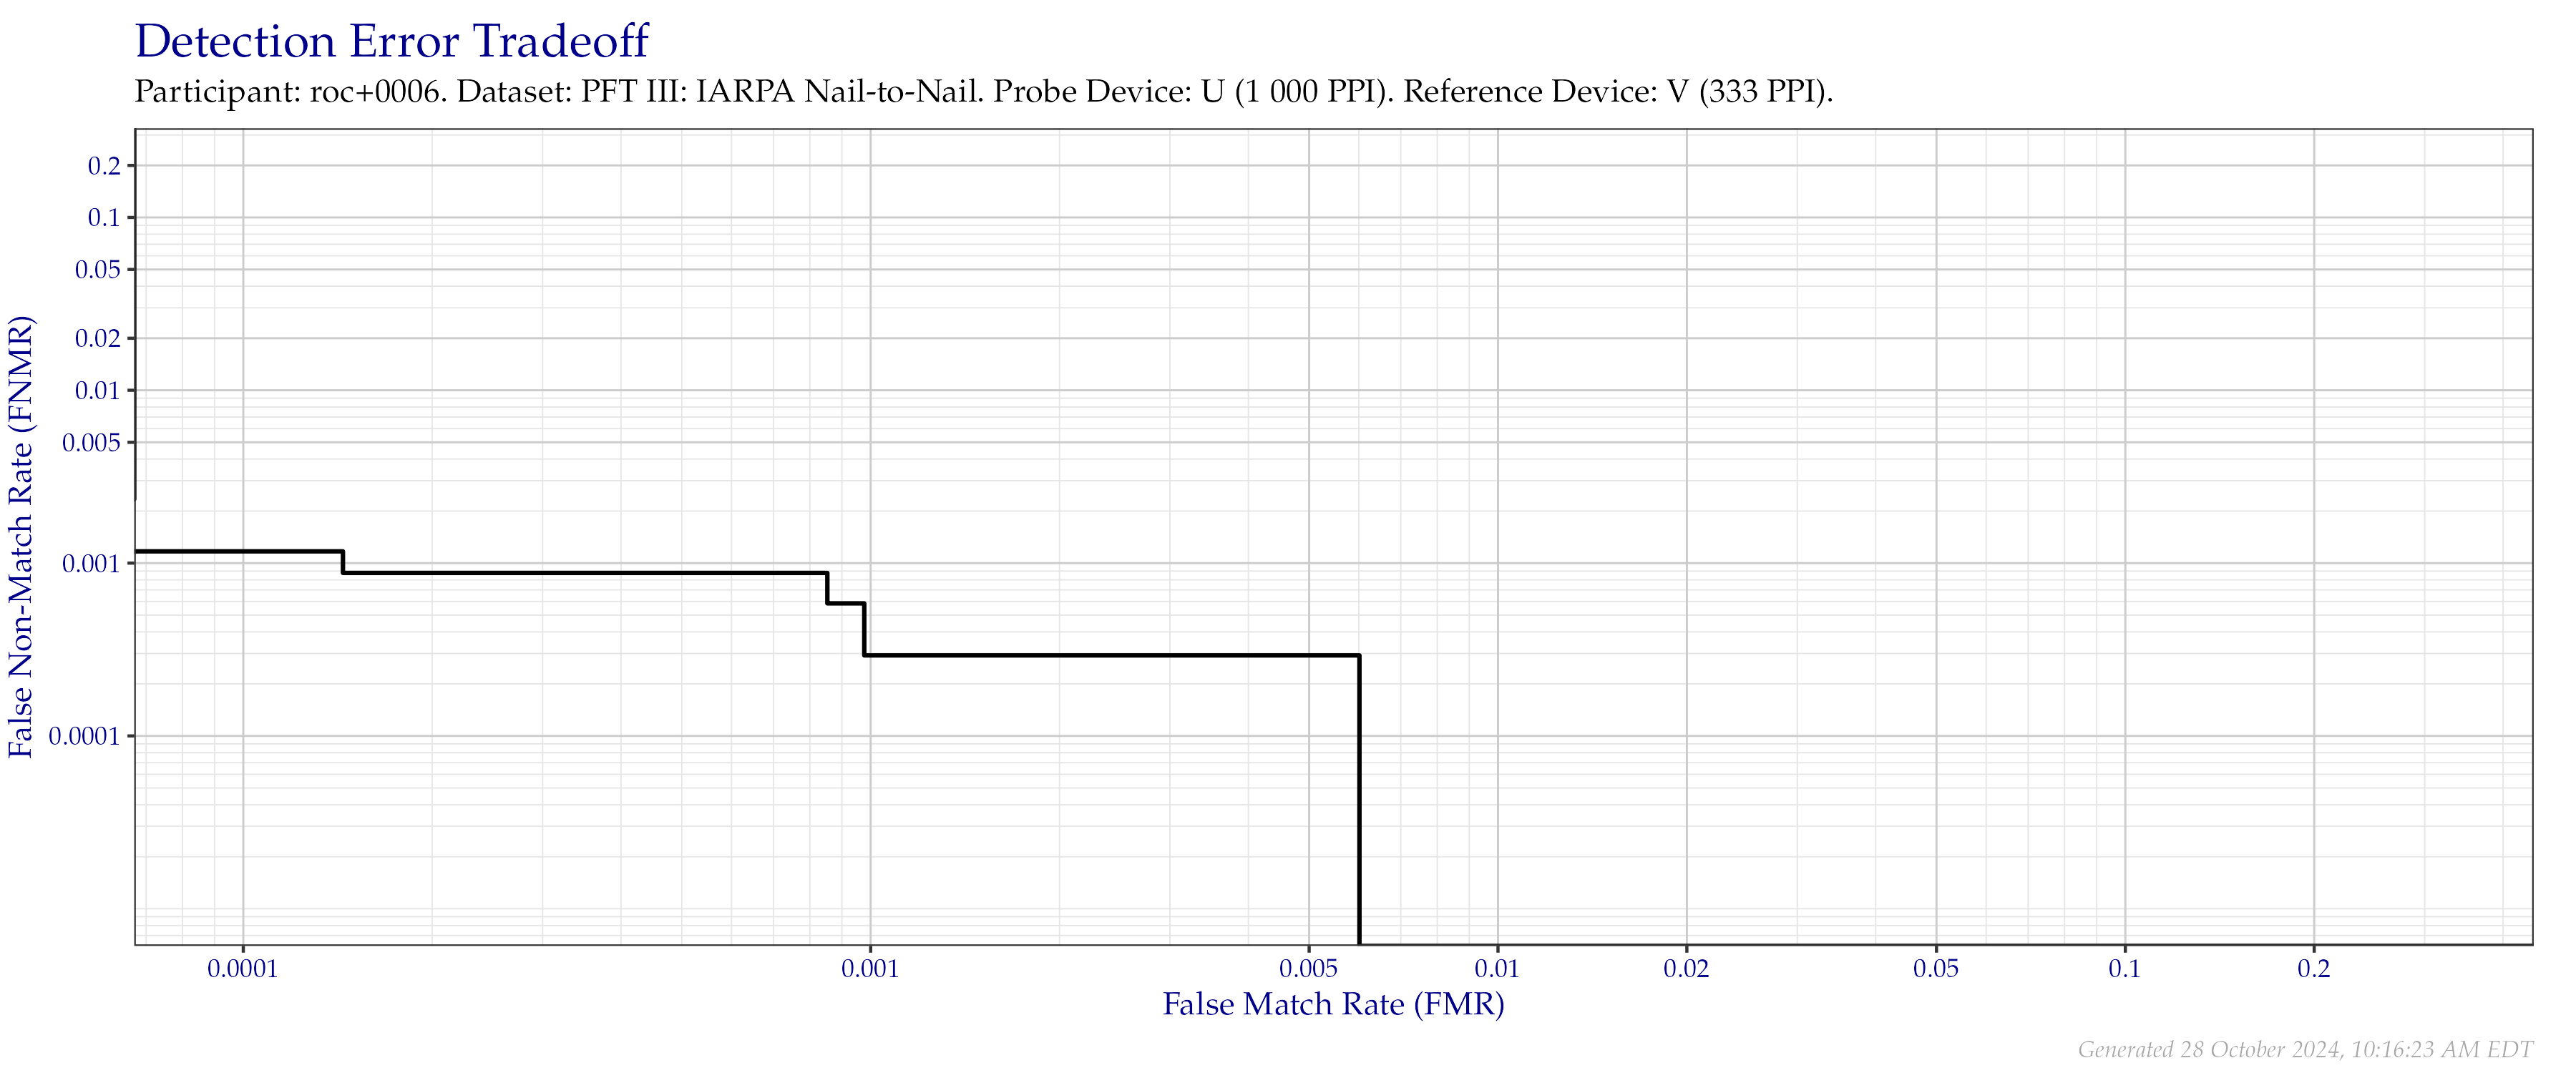 Detection Error Tradeoff
Participant: roc+0006. Dataset: PFT III: IARPA Nail-to-Nail. Probe Device: U (1 000 PPI). Reference Device: V (333 PPI).
False Non-Match Rate (FNMR)
0.2
0.1
0.05
0.02
0.01
0.005
0.001
0.0001
0.0001 0.001 0.005 0.01 0.02 0.05 0.1 0.2
False Match Rate (FMR)
Generated 28 October 2024, 10:16:23 AM EDT